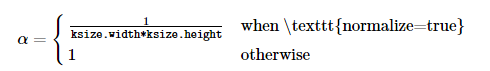 α = { 1 / ksize.width*ksize.height when \texttt{normalize=true}
1 otherwise